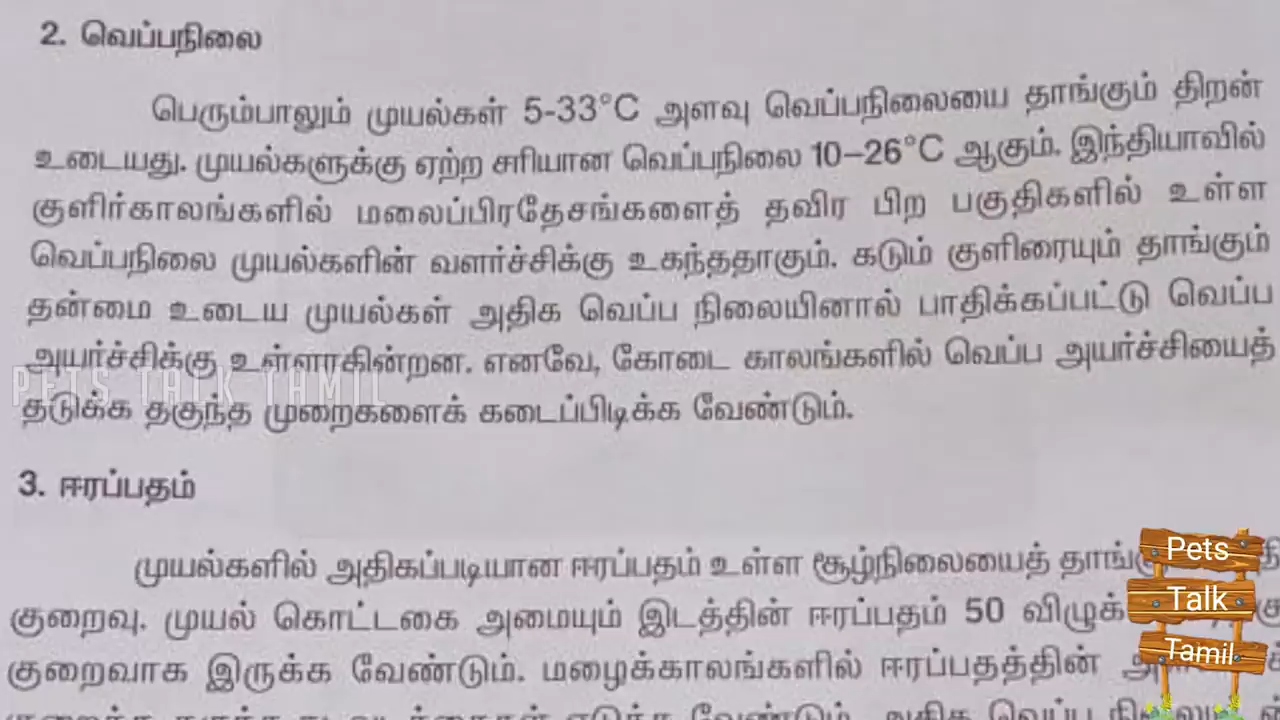 2. வெப்பநிலை
பெரும்பாலும் முயல்கள் 5-33°C அளவு வெப்பநிலையை தாங்கும் திறன்
உடையது. முயல்களுக்கு ஏற்ற சரியான வெப்பநிலை 10–26°C ஆகும். இந்தியாவில்
குளிர்காலங்களில் மலைப்பிரதேசங்களைத் தவிர பிற பகுதிகளில் உள்ள
வெப்பநிலை முயல்களின் வளர்ச்சிக்கு உகந்ததாகும். கடும் குளிரையும் தாங்கும்
தன்மை உடைய முயல்கள் அதிக வெப்ப நிலையினால் பாதிக்கப்பட்டு வெப்ப
அயர்ச்சிக்கு உள்ளாகின்றன. எனவே, கோடை காலங்களில் வெப்ப அயர்ச்சியைத்
PETS TALK TAMIL
தடுக்க தகுந்த முறைகளைக் கடைப்பிடிக்க வேண்டும்.
3. ஈரப்பதம்
முயல்களில் அதிகப்படியான ஈரப்பதம் உள்ள சூழ்நிலையைத்
குறைவு. முயல் கொட்டகை அமையும் இடத்தின் ஈரப்பதம் 50
குறைவாக இருக்க வேண்டும். மழைக்காலங்களில் ஈரப்பதத்தின்
வேண்டும். அதிக வெப்ப
Pets
Talk
Tamil